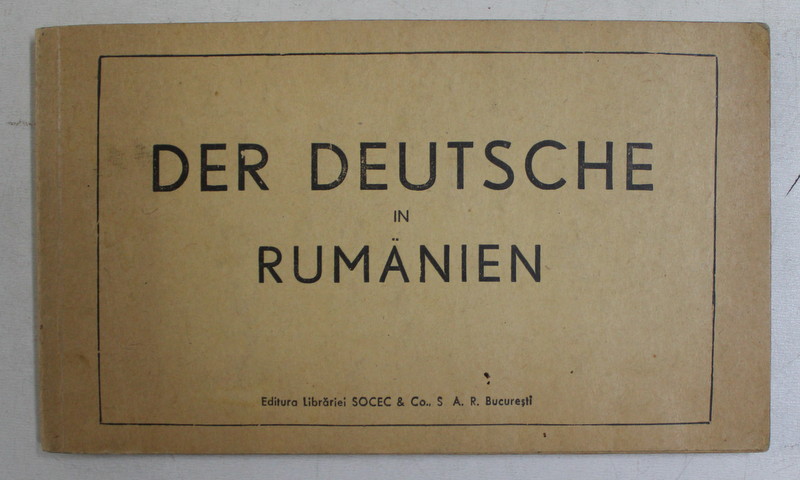 DER DEUTSCHE
IN
RUMÄNIEN
Editura Librăriei SOCEC & Co.. S A. R. București